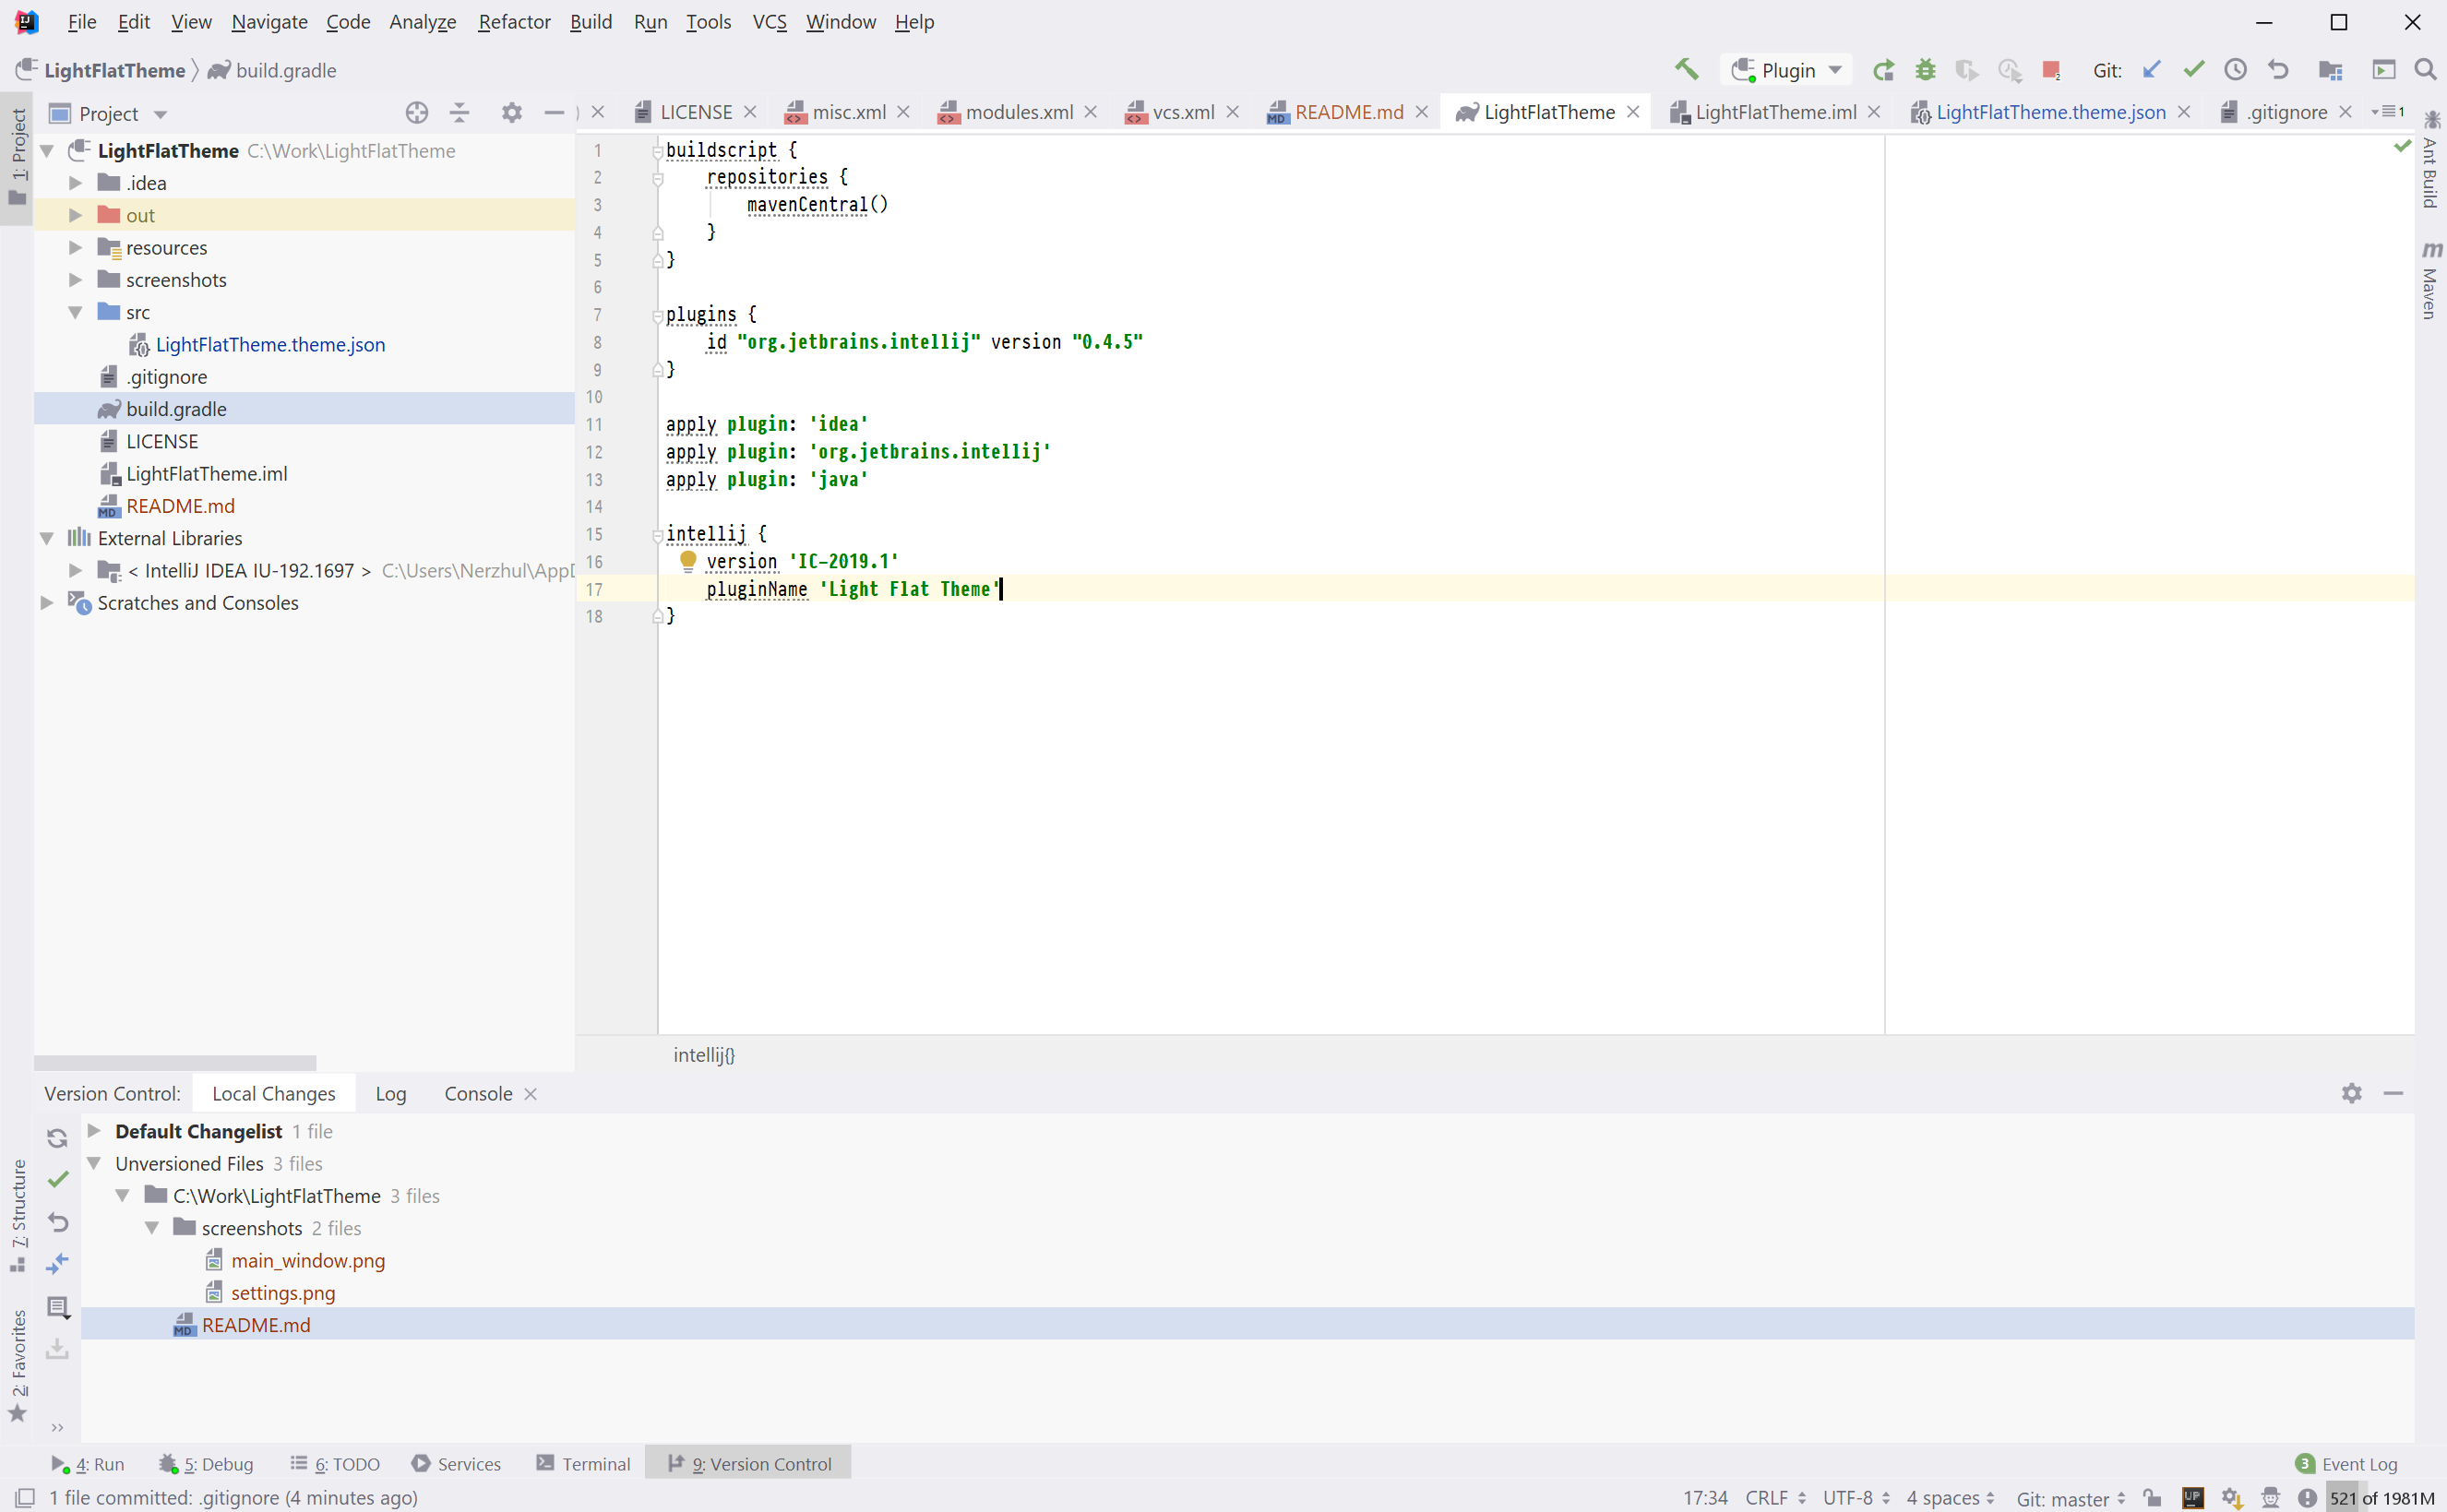 File Edit View Navigate Code Analyze Refactor Build Run Tools VCS Window Help
LightFlatTheme build.gradle
Plugin
Git:
1: Project
Project
LICENSE misc.xml modules.xml vcs.xml README.md LightFlatTheme LightFlatTheme.iml LightFlatTheme.theme.json .gitignore 1
LightFlatTheme C:\Work\LightFlatTheme
.idea
out
resources
screenshots
src
LightFlatTheme.theme.json
.gitignore
build.gradle
LICENSE
LightFlatTheme.iml
README.md
External Libraries
< IntelliJ IDEA IU-192.1697 > C:\Users\Nerzhul\AppD
Scratches and Consoles
1 buildscript {
2 repositories {
3 mavenCentral()
4 }
5 }
6
7 plugins {
8 id "org.jetbrains.intellij" version "0.4.5"
9 }
10
11 apply plugin: 'idea'
12 apply plugin: 'org.jetbrains.intellij'
13 apply plugin: 'java'
14
15 intellij {
16 version 'IC-2019.1'
17 pluginName 'Light Flat Theme'
18 }
intellij{}
Ant Build
Maven
Version Control: Local Changes Log Console
Default Changelist 1 file
Unversioned Files 3 files
C:\Work\LightFlatTheme 3 files
screenshots 2 files
main_window.png
settings.png
README.md
7: Structure
2: Favorites
4: Run 5: Debug 6: TODO Services Terminal 9: Version Control 3 Event Log
1 file committed: .gitignore (4 minutes ago) 17:34 CRLF UTF-8 4 spaces Git: master UP 521 of 1981M